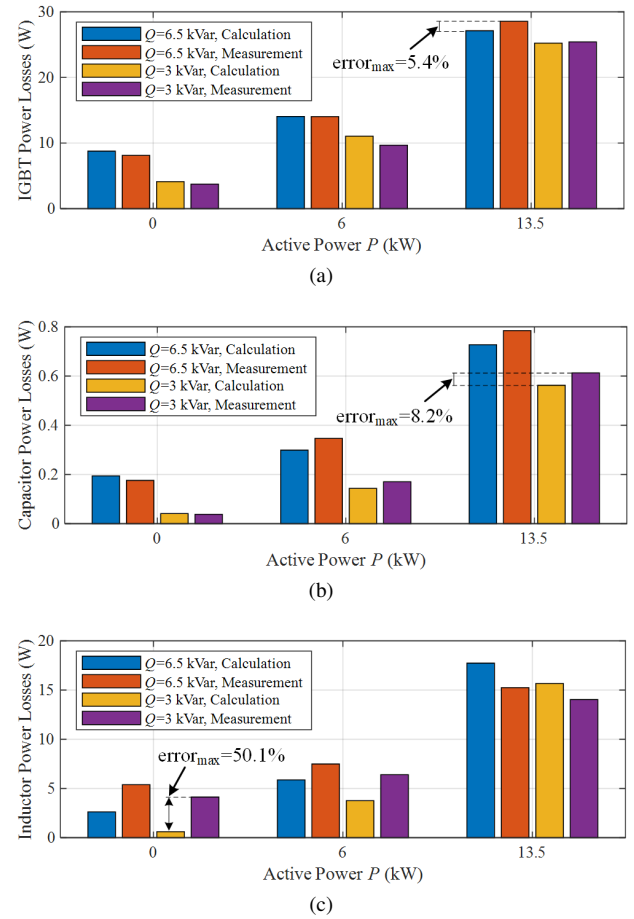 IGBT Power Losses (W)
30
20
10
0
Q=6.5 kVar, Calculation
Q=6.5 kVar, Measurement
Q=3 kVar, Calculation
Q=3 kVar, Measurement
error_max=5.4%
0
6
13.5
Active Power P (kW)
(a)
Capacitor Power Losses (W)
0.8
0.6
0.4
0.2
0
Q=6.5 kVar, Calculation
Q=6.5 kVar, Measurement
Q=3 kVar, Calculation
Q=3 kVar, Measurement
error_max=8.2%
0
6
13.5
Active Power P (kW)
(b)
Inductor Power Losses (W)
20
15
10
5
0
Q=6.5 kVar, Calculation
Q=6.5 kVar, Measurement
Q=3 kVar, Calculation
Q=3 kVar, Measurement
error_max=50.1%
0
6
13.5
Active Power P (kW)
(c)